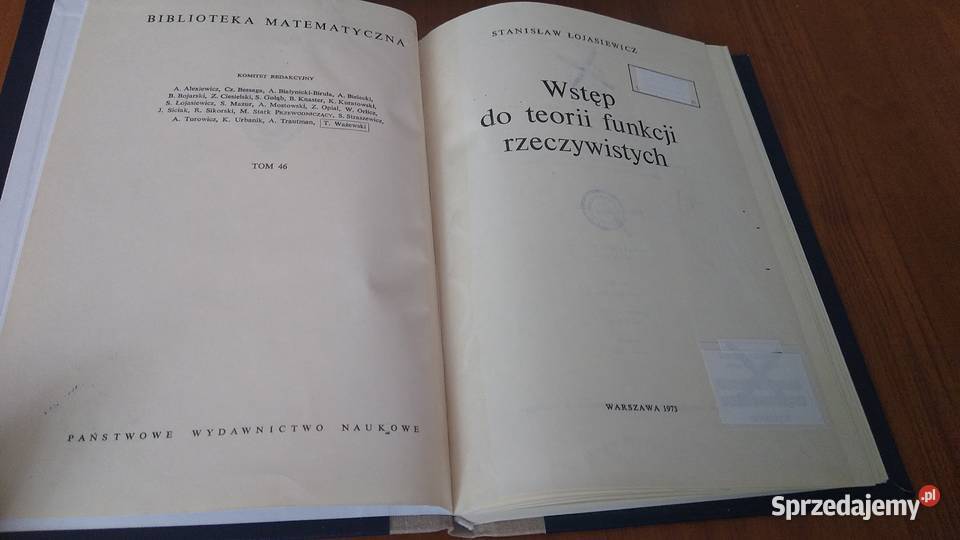 BIBLIOTEKA MATEMATYCZNA
KOMITET REDAKCYJNY
A. Alexiewicz, Cz. Bessaga, A. Białynicki-Birula, A. Bielecki,
B. Bojarski, Z. Ciesielski, S. Gołąb, B. Knaster, K. Kuratowski,
S. Łojasiewicz, S. Mazur, A. Mostowski, Z. Opial, W. Orlicz,
J. Siciak, R. Sikorski, M. Stark PRZEWODNICZĄCY, S. Straszewicz,
A. Turowicz, K. Urbanik, A. Trautman, T. Ważewski
TOM 46
PAŃSTWOWE WYDAWNICTWO NAUKOWE
STANISŁAW ŁOJASIEWICZ
Wstęp
do teorii funkcji
rzeczywistych
WARSZAWA 1973
Sprzedajemy.pl